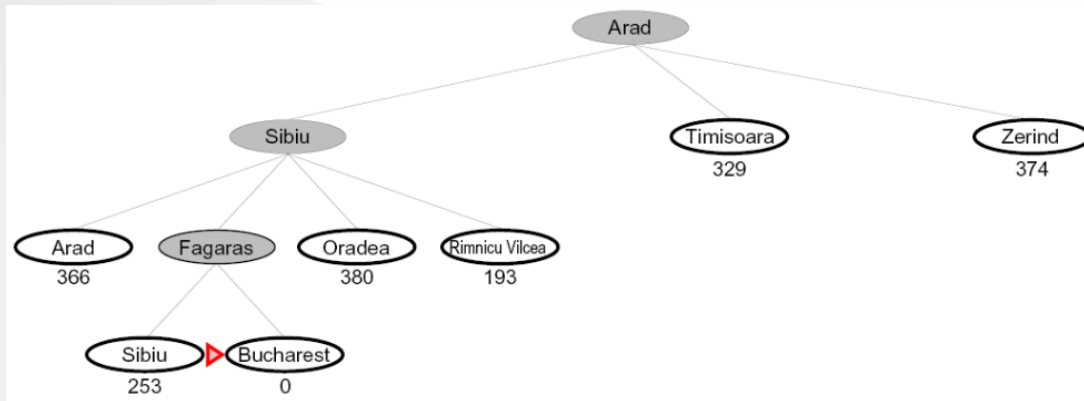 Arad
Sibiu
Timisoara
Zerind
329
374
Arad
Fagaras
Oradea
Rimnicu Vilcea
366
380
193
Sibiu
Bucharest
253
0